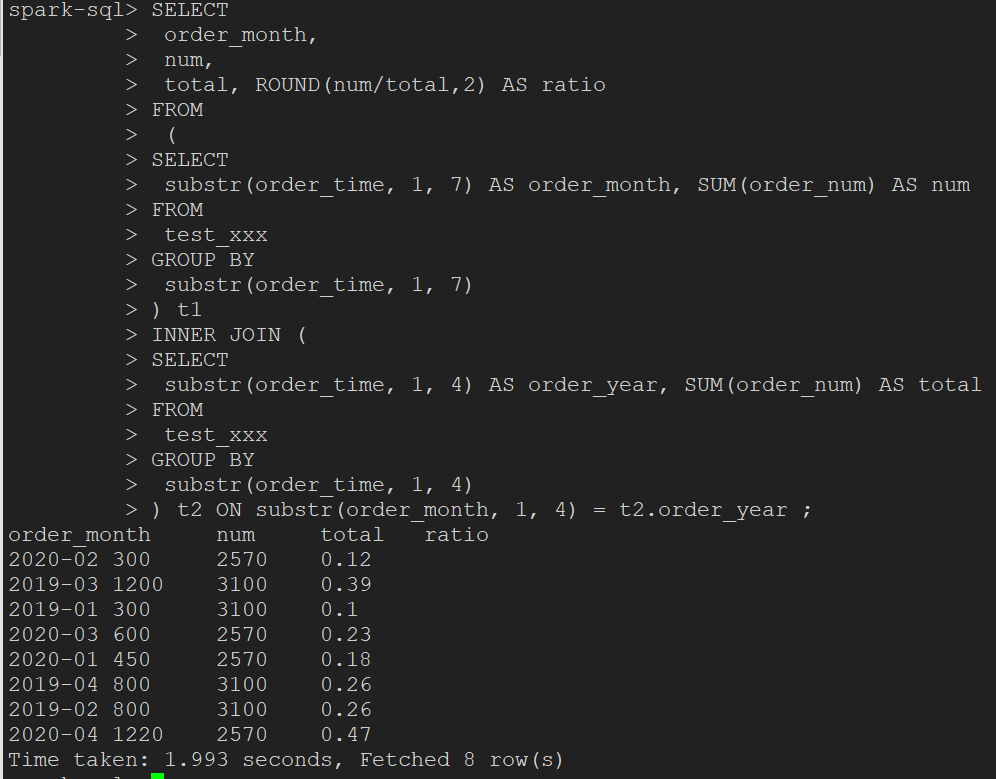 spark-sql> SELECT
         >  order_month,
         >  num,
         >  total, ROUND(num/total,2) AS ratio
         > FROM
         >  (
         > SELECT
         >  substr(order_time, 1, 7) AS order_month, SUM(order_num) AS num
         > FROM
         >  test_xxx
         > GROUP BY
         >  substr(order_time, 1, 7)
         > ) t1
         > INNER JOIN (
         > SELECT
         >  substr(order_time, 1, 4) AS order_year, SUM(order_num) AS total
         > FROM
         >  test_xxx
         > GROUP BY
         >  substr(order_time, 1, 4)
         > ) t2 ON substr(order_month, 1, 4) = t2.order_year ;
order_month     num     total   ratio
2020-02 300     2570    0.12
2019-03 1200    3100    0.39
2019-01 300     3100    0.1
2020-03 600     2570    0.23
2020-01 450     2570    0.18
2019-04 800     3100    0.26
2019-02 800     3100    0.26
2020-04 1220    2570    0.47
Time taken: 1.993 seconds, Fetched 8 row(s)